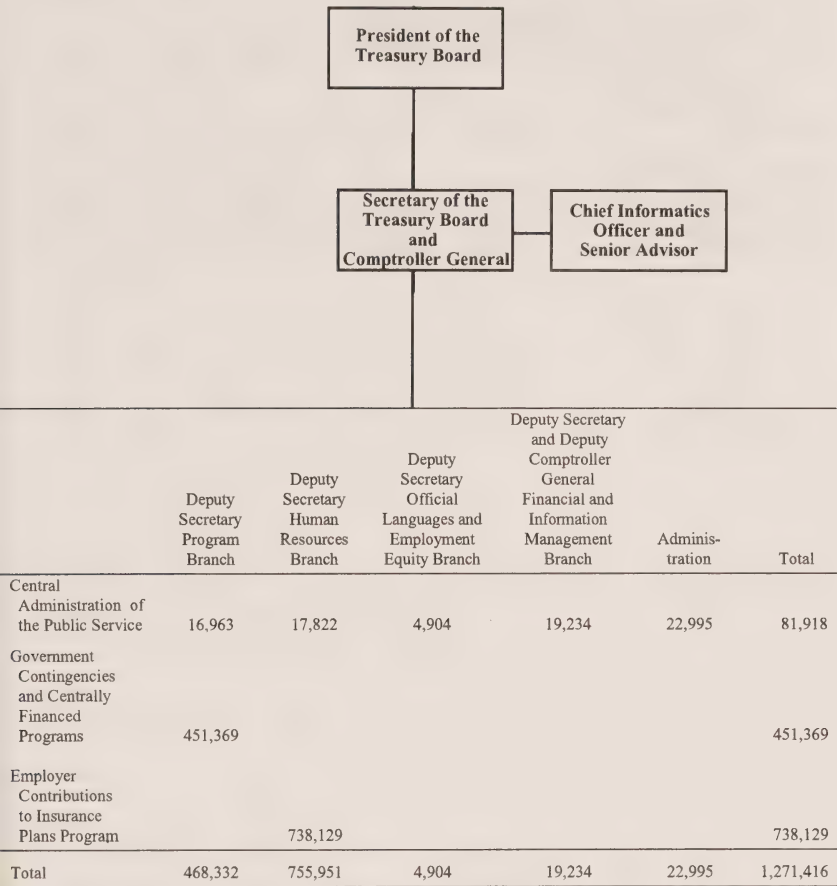 President of the
Treasury Board
Secretary of the
Treasury Board
and
Comptroller General
Chief Informatics
Officer and
Senior Advisor
Deputy
Secretary
Program
Branch
Deputy
Secretary
Human
Resources
Branch
Deputy
Secretary
Official
Languages and
Employment
Equity Branch
Deputy Secretary
and Deputy
Comptroller
General
Financial and
Information
Management
Branch
Adminis-
tration
Total
Central
Administration of
the Public Service 16,963 17,822 4,904 19,234 22,995 81,918
Government
Contingencies
and Centrally
Financed
Programs 451,369 451,369
Employer
Contributions
to Insurance
Plans Program 738,129 738,129
Total 468,332 755,951 4,904 19,234 22,995 1,271,416